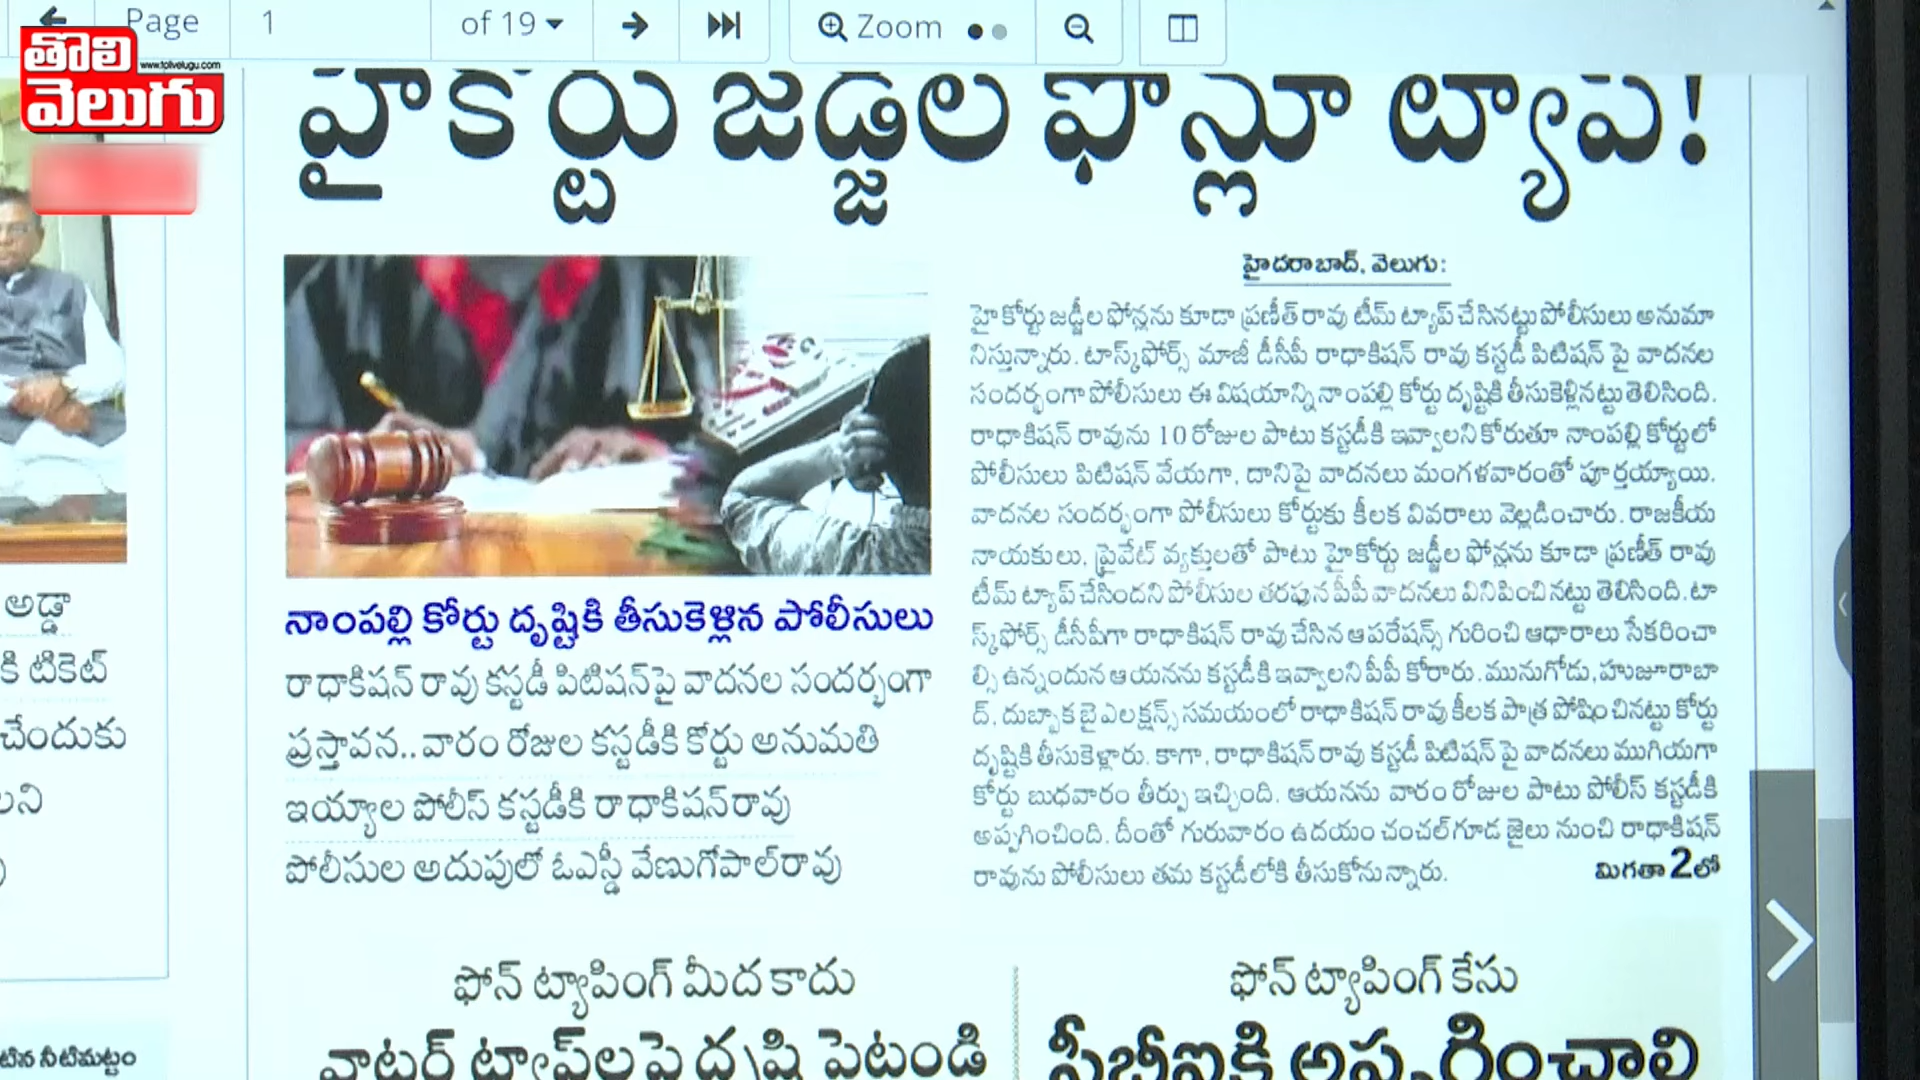 Page 1 of 19 Zoom
తొలి
www.tolivelugu.com
వెలుగు
హైకోర్టు జడ్జీల ఫోన్లూ ట్యాప్!
హైదరాబాద్, వెలుగు:
హైకోర్టు జడ్జీల ఫోన్లను కూడా ప్రణీత్ రావు టీమ్ ట్యాప్ చేసినట్టు పోలీసులు అనుమా
నిస్తున్నారు. టాస్క్‌ఫోర్స్ మాజీ డీసీపీ రాధాకిషన్ రావు కస్టడీ పిటిషన్ పై వాదనల
సందర్భంగా పోలీసులు ఈ విషయాన్ని నాంపల్లి కోర్టు దృష్టికి తీసుకెళ్లినట్టు తెలిసింది.
రాధాకిషన్ రావును 10 రోజుల పాటు కస్టడీకి ఇవ్వాలని కోరుతూ నాంపల్లి కోర్టులో
పోలీసులు పిటిషన్ వేయగా, దానిపై వాదనలు మంగళవారంతో పూర్తయ్యాయి.
వాదనల సందర్భంగా పోలీసులు కోర్టుకు కీలక వివరాలు వెల్లడించారు. రాజకీయ
నాయకులు, ప్రైవేట్ వ్యక్తులతో పాటు హైకోర్టు జడ్జీల ఫోన్లను కూడా ప్రణీత్ రావు
టీమ్ ట్యాప్ చేసిందని పోలీసుల తరఫున పీపీ వాదనలు వినిపించినట్టు తెలిసింది. టా
స్క్‌ఫోర్స్ డీసీపీగా రాధాకిషన్ రావు చేసిన ఆపరేషన్స్ గురించి ఆధారాలు సేకరించా
ల్సి ఉన్నందున ఆయనను కస్టడీకి ఇవ్వాలని పీపీ కోరారు. మునుగోడు, హుజూరాబా
ద్, దుబ్బాక బై ఎలక్షన్స్ సమయంలో రాధాకిషన్ రావు కీలక పాత్ర పోషించినట్టు కోర్టు
దృష్టికి తీసుకెళ్లారు. కాగా, రాధాకిషన్ రావు కస్టడీ పిటిషన్ పై వాదనలు ముగియగా
కోర్టు బుధవారం తీర్పు ఇచ్చింది. ఆయనను వారం రోజుల పాటు పోలీస్ కస్టడీకి
అప్పగించింది. దీంతో గురువారం ఉదయం చంచల్‌గూడ జైలు నుంచి రాధాకిషన్
రావును పోలీసులు తమ కస్టడీలోకి తీసుకోనున్నారు. మిగతా 2లో
నాంపల్లి కోర్టు దృష్టికి తీసుకెళ్లిన పోలీసులు
రాధాకిషన్ రావు కస్టడీ పిటిషన్‌పై వాదనల సందర్భంగా
ప్రస్తావన.. వారం రోజుల కస్టడీకి కోర్టు అనుమతి
ఇయ్యాల పోలీస్ కస్టడీకి రాధాకిషన్‌రావు
పోలీసుల అదుపులో ఓఎస్డీ వేణుగోపాల్‌రావు
అడ్డా
కి టికెట్
చేందుకు
లని
టిన నీటిమట్టం
ఫోన్ ట్యాపింగ్ మీద కాదు
వాటర్ ట్యాప్‌లపై దృష్టి పెటండి
ఫోన్ ట్యాపింగ్ కేసు
సీబీఐకి అప్పగించాలి